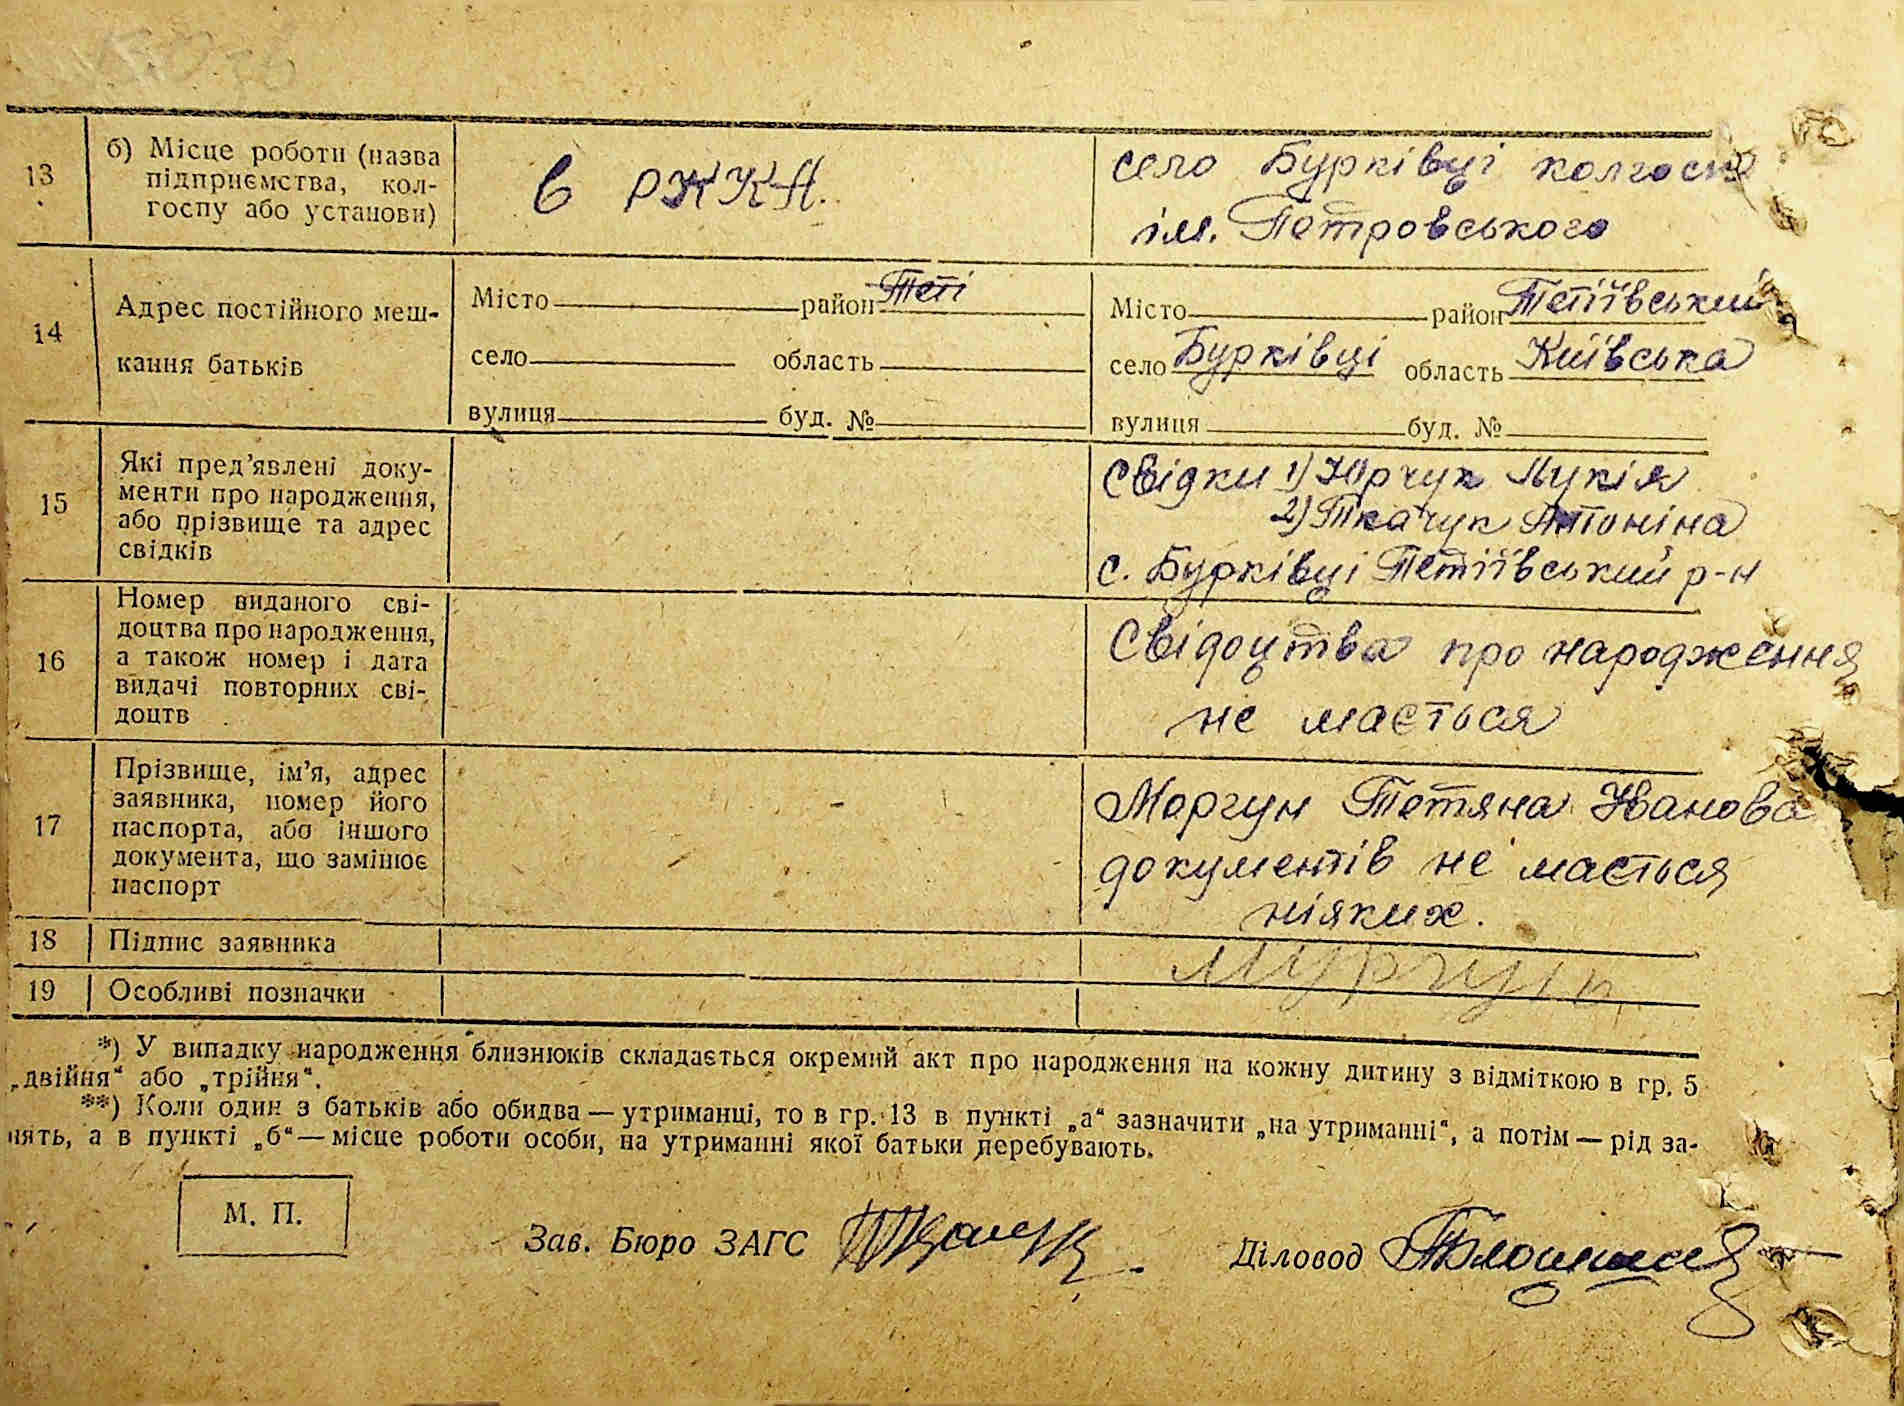 13
б) Місце роботи (назва
підприємства, кол-
госпу або установи)
в РККА.
село Бурківці колгосп
ім. Петровського
14
Адрес постійного меш-
кання батьків
Місто район Теті
село область
вулиця буд. №
Місто район Тетіївський
село Бурківці область Київська
вулиця буд. №
15
Які пред'явлені доку-
менти про народження,
або прізвище та адрес
свідків
Свідки 1) Юрчук Лукія
2) Ткачук Антоніна
с. Бурківці Тетіївський р-н
16
Номер виданого сві-
доцтва про народження,
а також номер і дата
видачі повторних сві-
доцтв
Свідоцтва про народження
не мається
17
Прізвище, ім'я, адрес
заявника, номер його
паспорта, або іншого
документа, що замінює
паспорт
Моргун Тетяна Іванова
документів не мається
ніяких.
18
Підпис заявника
Мургун
19
Особливі позначки
*) У випадку народження близнюків складається окремий акт про народження на кожну дитину з відміткою в гр. 5
„двійня“ або „трійня“.
**) Коли один з батьків або обидва — утриманці, то в гр. 13 в пункті „а“ зазначити „на утриманні“, а потім — рід за-
нять, а в пункті „б“ — місце роботи особи, на утриманні якої батьки перебувають.
М. П.
Зав. Бюро ЗАГС
Діловод